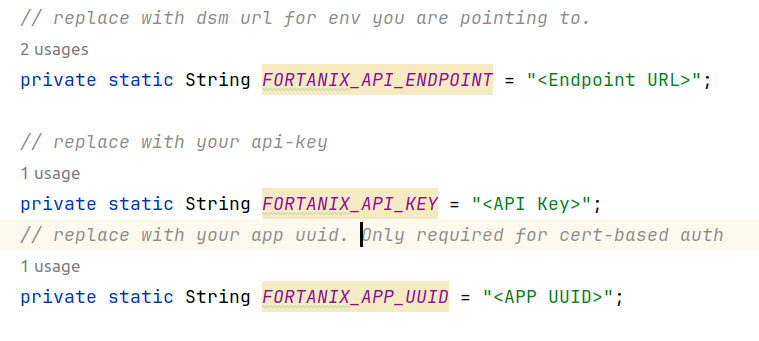 // replace with dsm url for env you are pointing to.
2 usages
private static String FORTANIX_API_ENDPOINT = "<Endpoint URL>";
// replace with your api-key
1 usage
private static String FORTANIX_API_KEY = "<API Key>";
// replace with your app uuid. Only required for cert-based auth
1 usage
private static String FORTANIX_APP_UUID = "<APP UUID>";